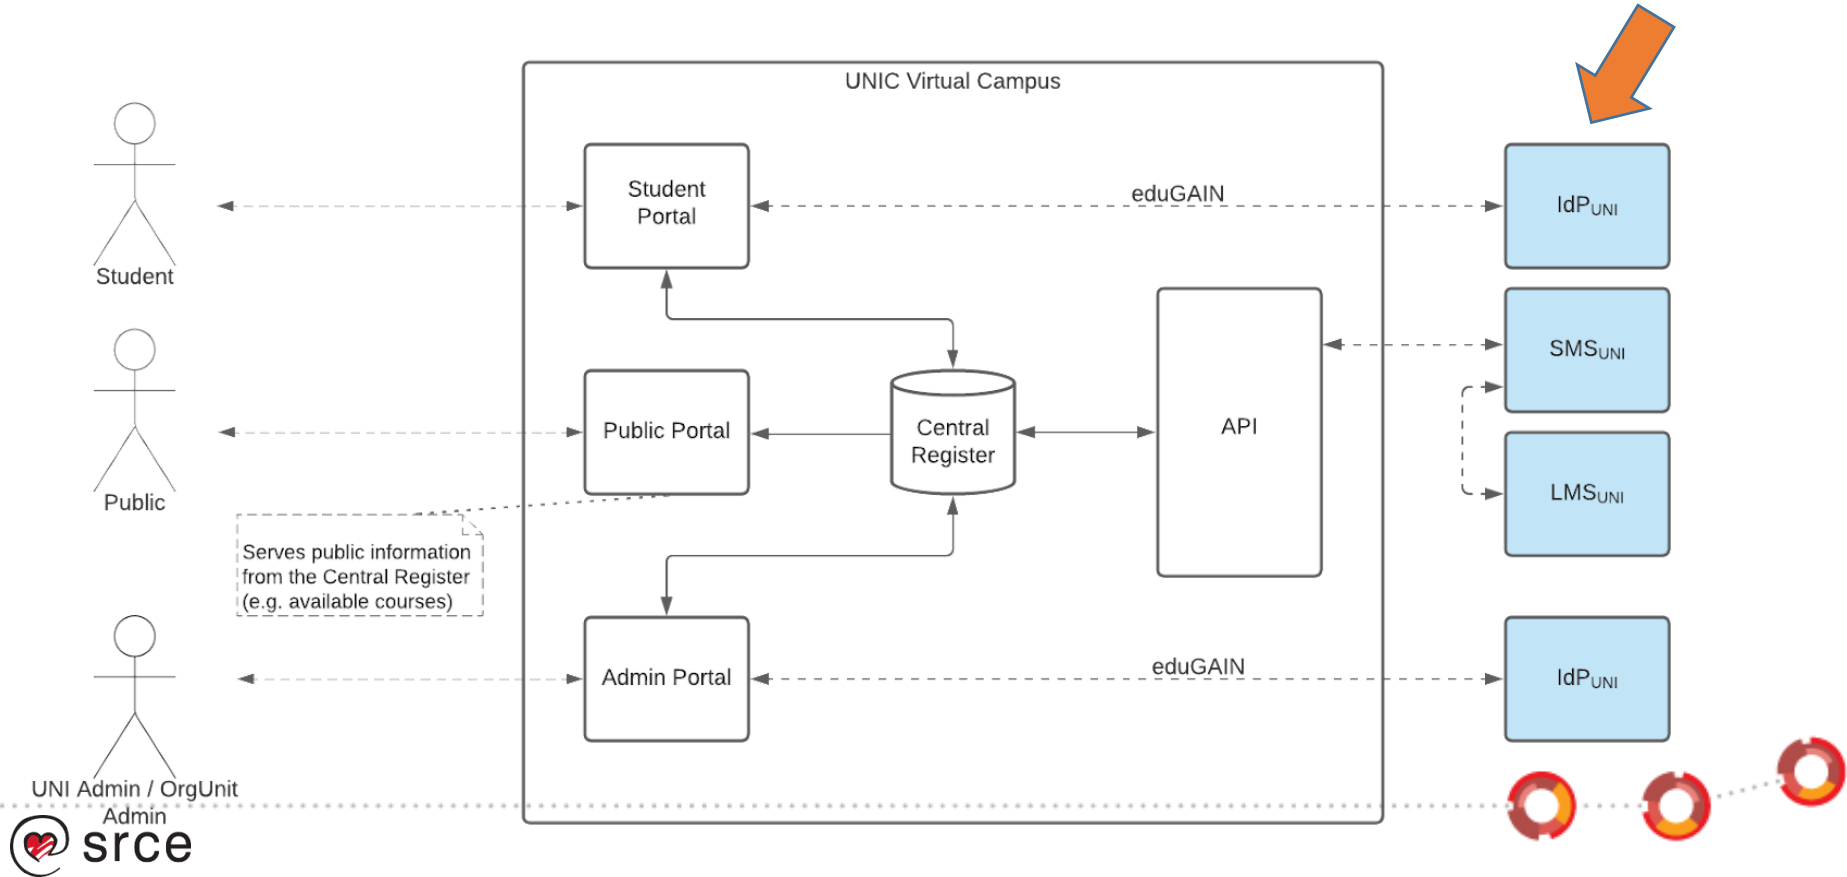 UNIC Virtual Campus
Student
Portal
eduGAIN
IdPUNI
Student
SMSUNI
Public Portal
Central
Register
API
LMSUNI
Public
Serves public information
from the Central Register
(e.g. available courses)
Admin Portal
eduGAIN
IdPUNI
UNI Admin / OrgUnit
Admin
srce